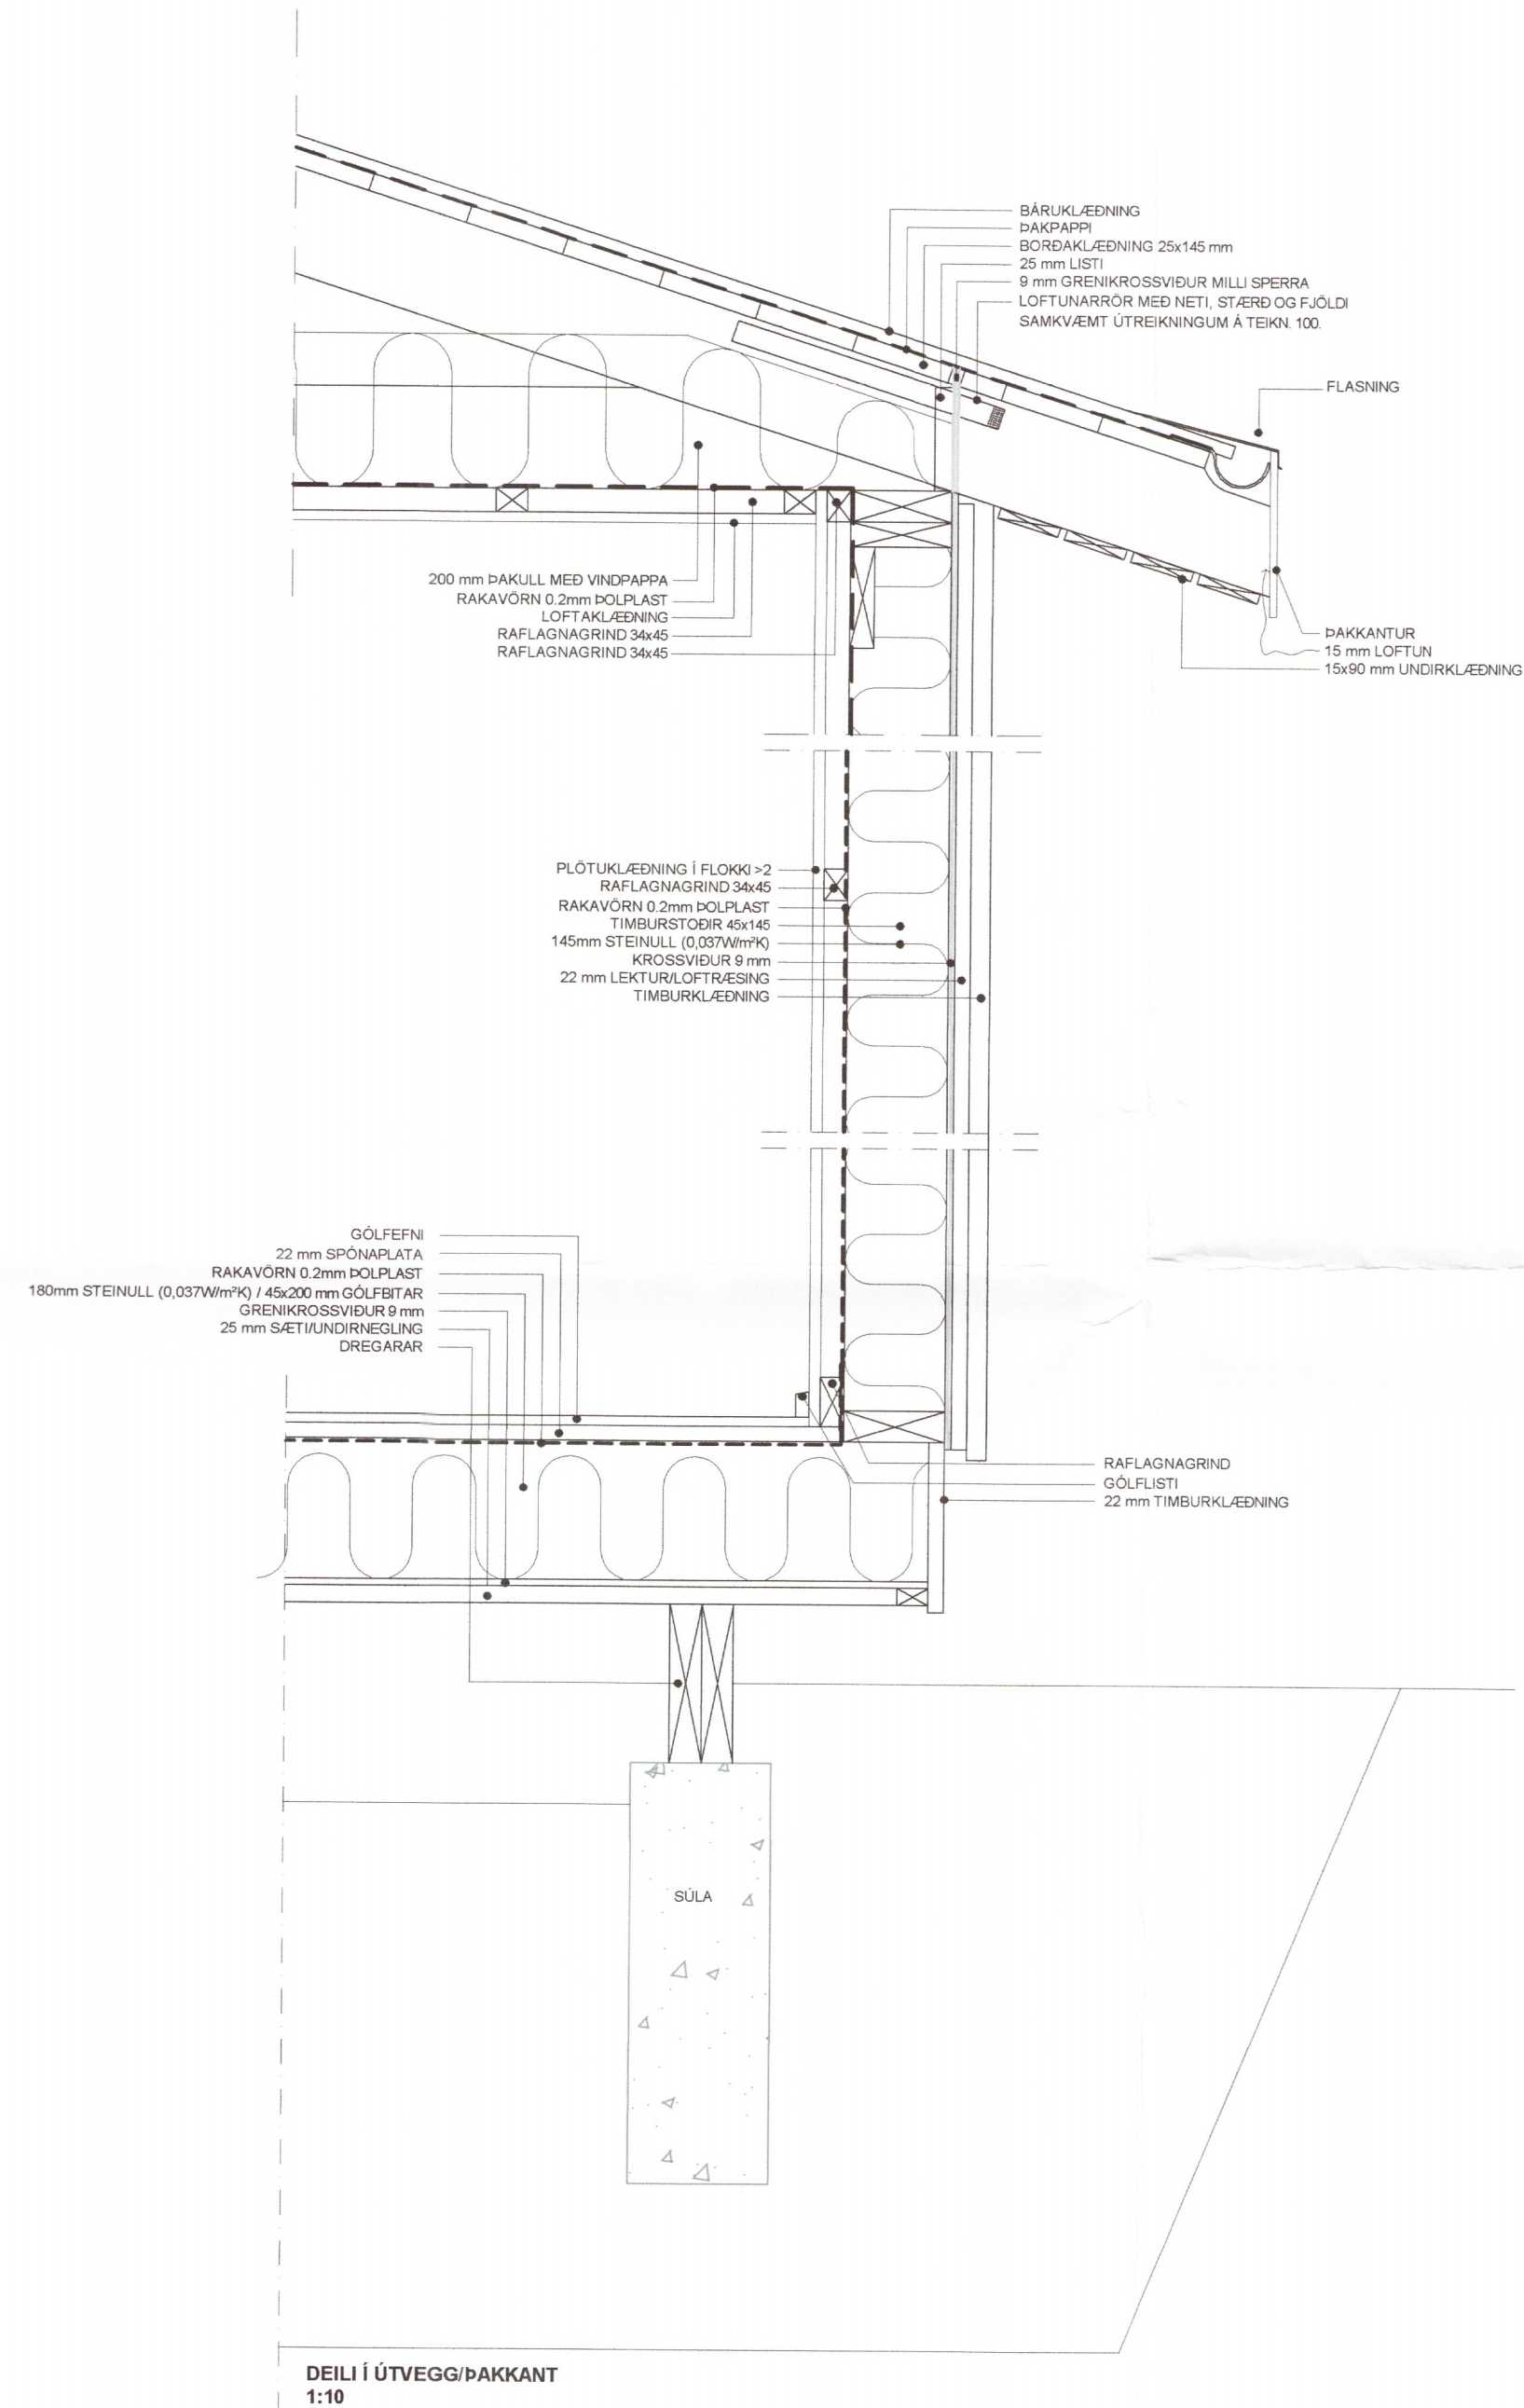 BÁRUKLÆÐNING
ÞAKPAPPI
BORÐAKLÆÐNING 25x145 mm
25 mm LISTI
9 mm GRENIKROSSVIÐUR MILLI SPERRA
LOFTUNARRÖR MEÐ NETI, STÆRÐ OG FJÖLDI
SAMKVÆMT ÚTREIKNINGUM Á TEIKN. 100.
FLASNING
200 mm ÞAKULL MEÐ VINDPAPPA
RAKAVÖRN 0.2mm ÞOLPLAST
LOFTAKLÆÐNING
RAFLAGNAGRIND 34x45
RAFLAGNAGRIND 34x45
ÞAKKANTUR
15 mm LOFTUN
15x90 mm UNDIRKLÆÐNING
PLÖTUKLÆÐNING Í FLOKKI >2
RAFLAGNAGRIND 34x45
RAKAVÖRN 0.2mm ÞOLPLAST
TIMBURSTOÐIR 45x145
145mm STEINULL (0,037W/m²K)
KROSSVIÐUR 9 mm
22 mm LEKTUR/LOFTRÆSING
TIMBURKLÆÐNING
GÓLFEFNI
22 mm SPÓNAPLATA
RAKAVÖRN 0.2mm ÞOLPLAST
180mm STEINULL (0,037W/m²K) / 45x200 mm GÓLFBITAR
GRENIKROSSVIÐUR 9 mm
25 mm SÆTI/UNDIRNEGLING
DREGARAR
RAFLAGNAGRIND
GÓLFLISTI
22 mm TIMBURKLÆÐNING
SÚLA
DEILI Í ÚTVEGG/ÞAKKANT
1:10